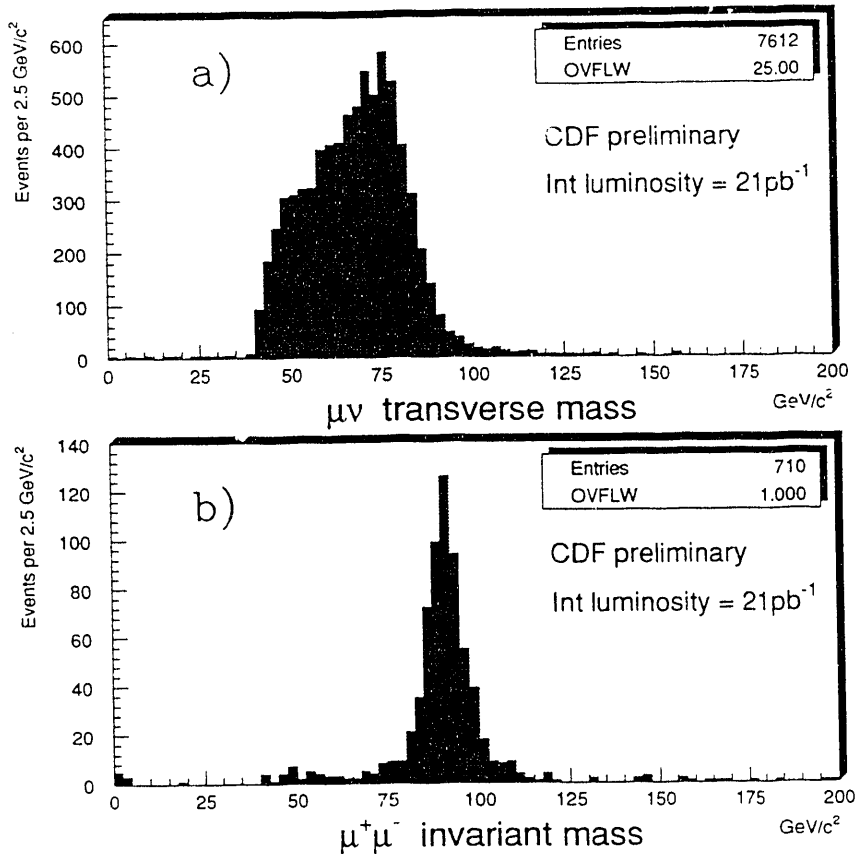 a)
Entries 7612
OVFLW 25.00
CDF preliminary
Int luminosity = 21pb⁻¹
Events per 2.5 GeV/c²
600
500
400
300
200
100
0
0 25 50 75 100 125 150 175 200
μν transverse mass
GeV/c²
b)
Entries 710
OVFLW 1.000
CDF preliminary
Int luminosity = 21pb⁻¹
Events per 2.5 GeV/c²
140
120
100
80
60
40
20
0
0 25 50 75 100 125 150 175 200
μ⁺μ⁻ invariant mass
GeV/c²